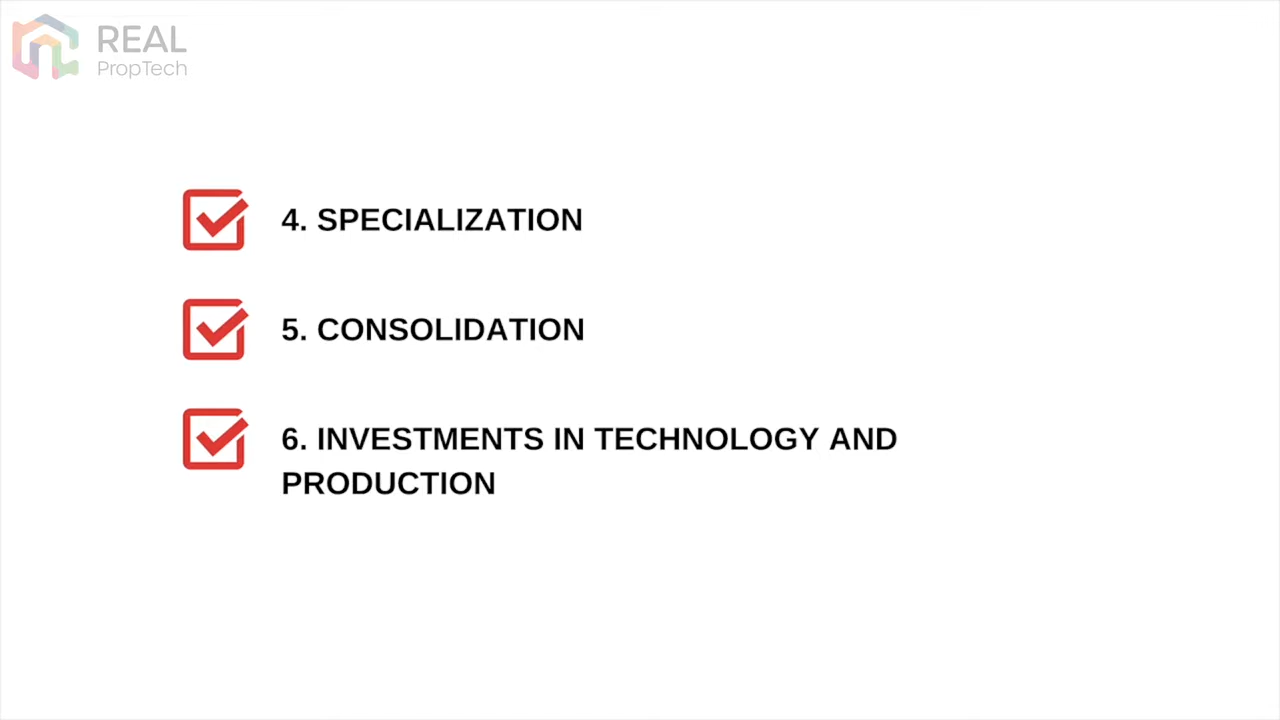 REAL
PropTech
4. SPECIALIZATION
5. CONSOLIDATION
6. INVESTMENTS IN TECHNOLOGY AND
PRODUCTION